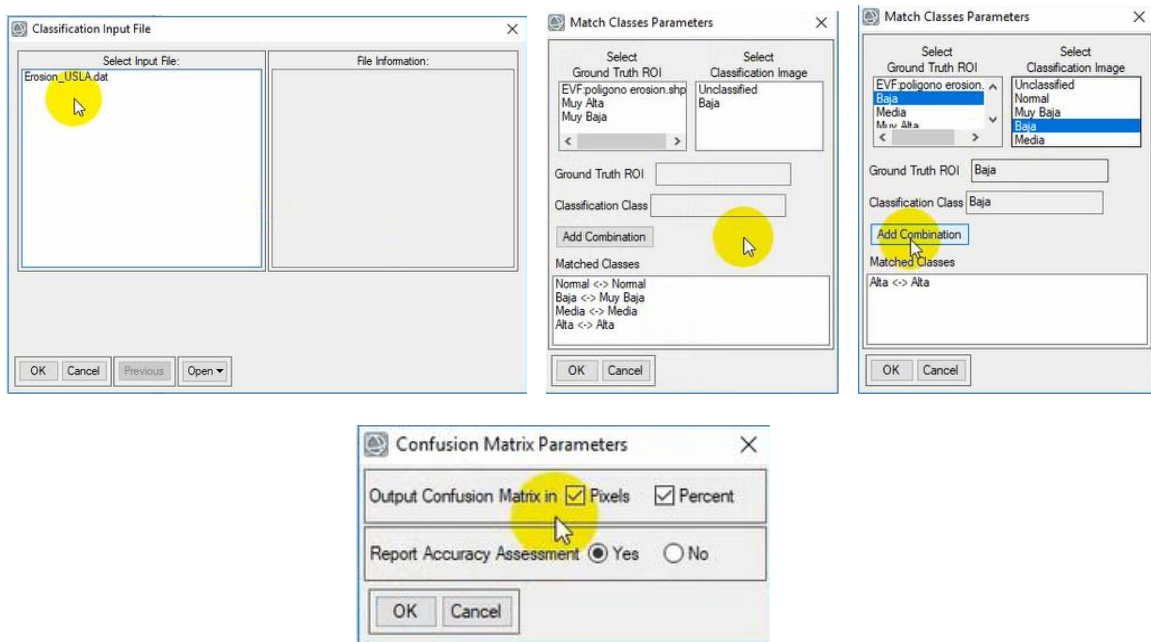 Classification Input File
Select Input File:
File Information:
Erosion_USLA.dat
OK Cancel Previous Open
Match Classes Parameters
Select
Ground Truth ROI
Select
Classification Image
EVF:poligono erosion.shp
Muy Alta
Muy Baja
Unclassified
Baja
Ground Truth ROI
Classification Class
Add Combination
Matched Classes
Normal <-> Normal
Baja <-> Muy Baja
Media <-> Media
Alta <-> Alta
OK Cancel
Match Classes Parameters
Select
Ground Truth ROI
Select
Classification Image
EVF:poligono erosion.
Baja
Media
Muy Alta
Unclassified
Normal
Muy Baja
Baja
Media
Ground Truth ROI Baja
Classification Class Baja
Add Combination
Matched Classes
Alta <-> Alta
OK Cancel
Confusion Matrix Parameters
Output Confusion Matrix in Pixels Percent
Report Accuracy Assessment Yes No
OK Cancel